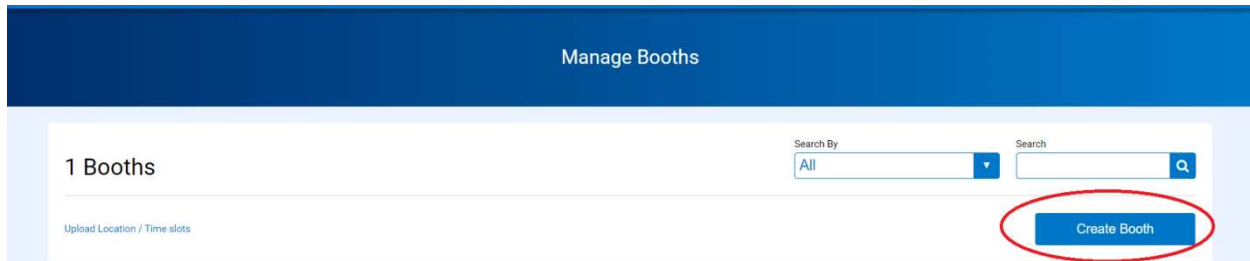 Manage Booths
Search By
Search
1 Booths
All
Upload Location / Time slots
Create Booth